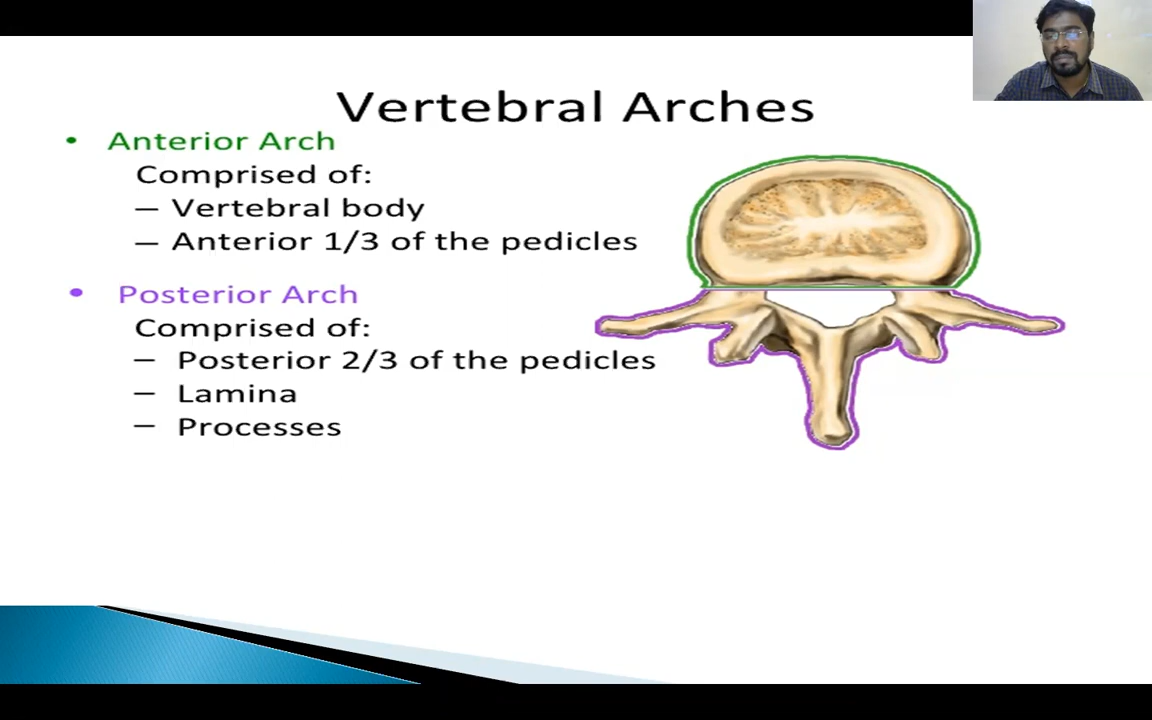 Vertebral Arches
• Anterior Arch
Comprised of:
– Vertebral body
– Anterior 1/3 of the pedicles
• Posterior Arch
Comprised of:
– Posterior 2/3 of the pedicles
– Lamina
– Processes